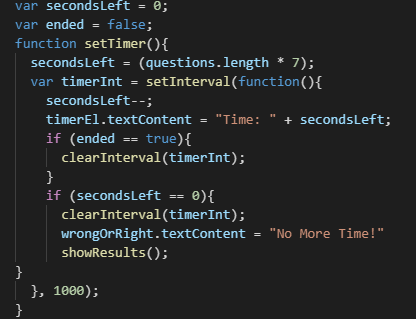 var secondsLeft = 0;
var ended = false;
function setTimer(){
  secondsLeft = (questions.length * 7);
  var timerInt = setInterval(function(){
    secondsLeft--;
    timerEl.textContent = "Time: " + secondsLeft;
    if (ended == true){
      clearInterval(timerInt);
    }
    if (secondsLeft == 0){
      clearInterval(timerInt);
      wrongOrRight.textContent = "No More Time!"
      showResults();
}
  }, 1000);
}